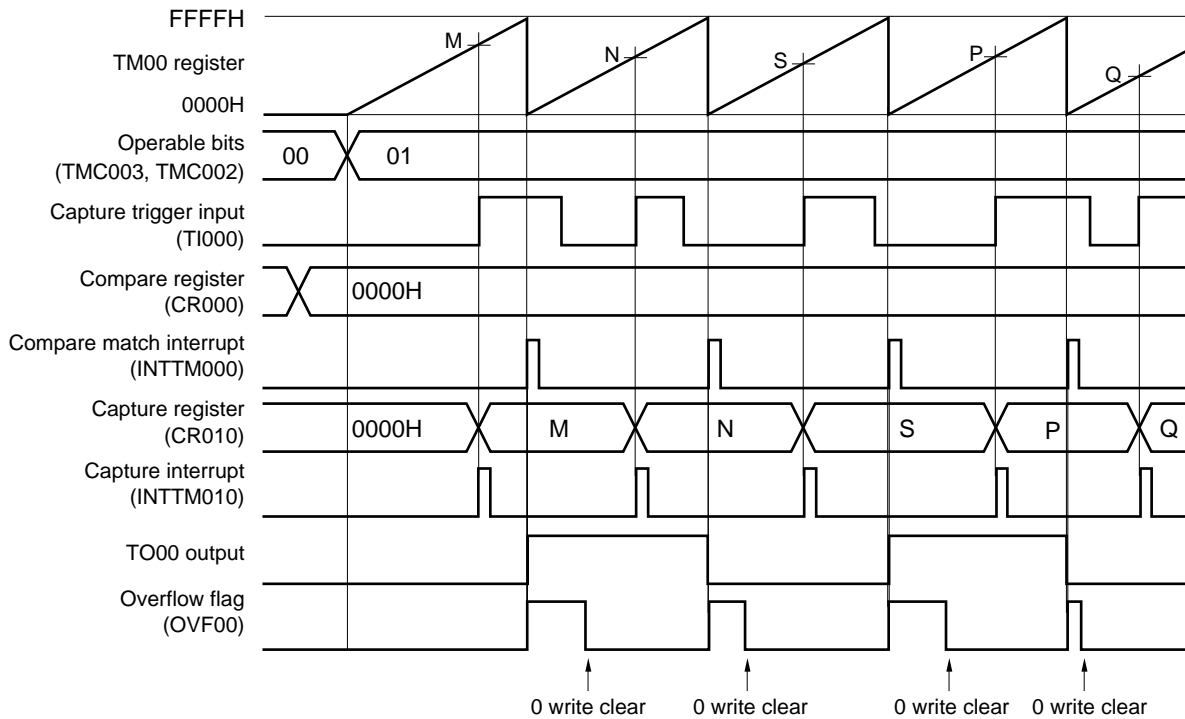 FFFFH
TM00 register
0000H
M
N
S
P
Q
Operable bits
(TMC003, TMC002)
00
01
Capture trigger input
(TI000)
Compare register
(CR000)
0000H
Compare match interrupt
(INTTM000)
Capture register
(CR010)
0000H
M
N
S
P
Q
Capture interrupt
(INTTM010)
TO00 output
Overflow flag
(OVF00)
0 write clear
0 write clear
0 write clear
0 write clear